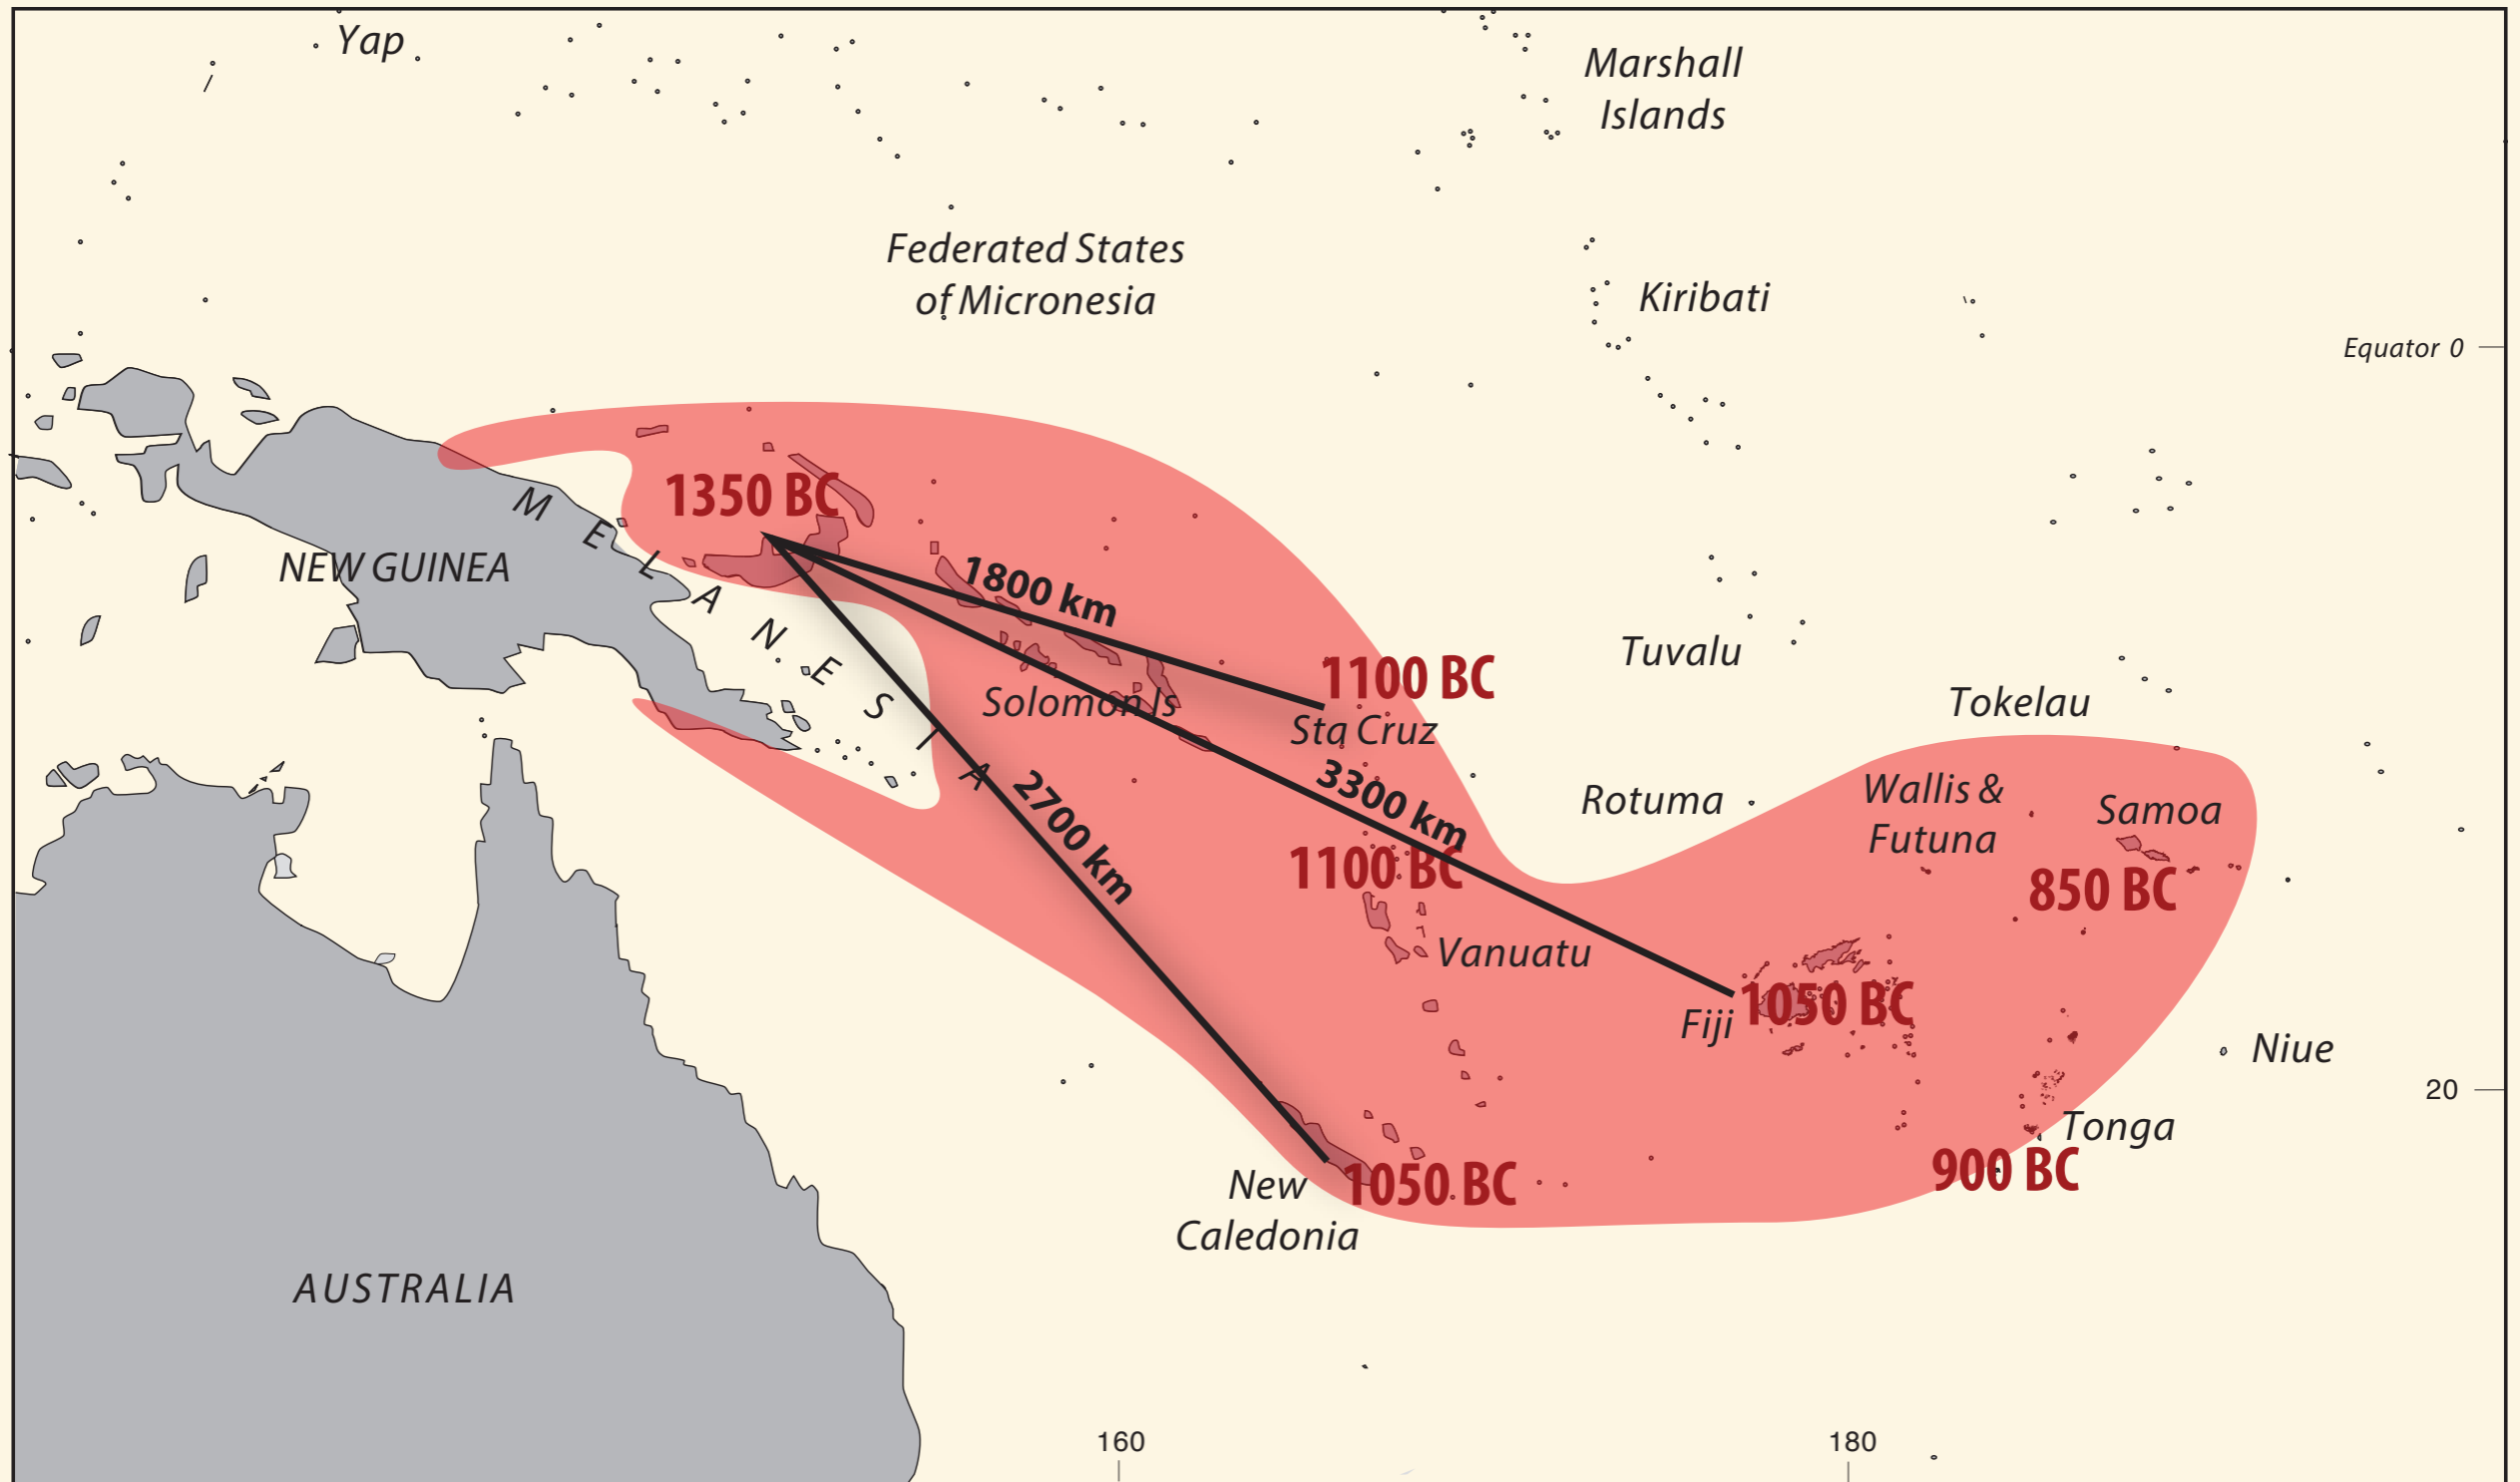 Yap
Marshall
Islands
Federated States
of Micronesia
Kiribati
Equator 0
1350 BC
MELANESIA
NEW GUINEA
1800 km
Tuvalu
1100 BC
Solomon Is
Sta Cruz
Tokelau
3300 km
2700 km
Rotuma
Wallis &
Futuna
Samoa
1100 BC
850 BC
Vanuatu
1050 BC
Fiji
Niue
20
Tonga
900 BC
New
Caledonia
1050 BC
AUSTRALIA
160
180